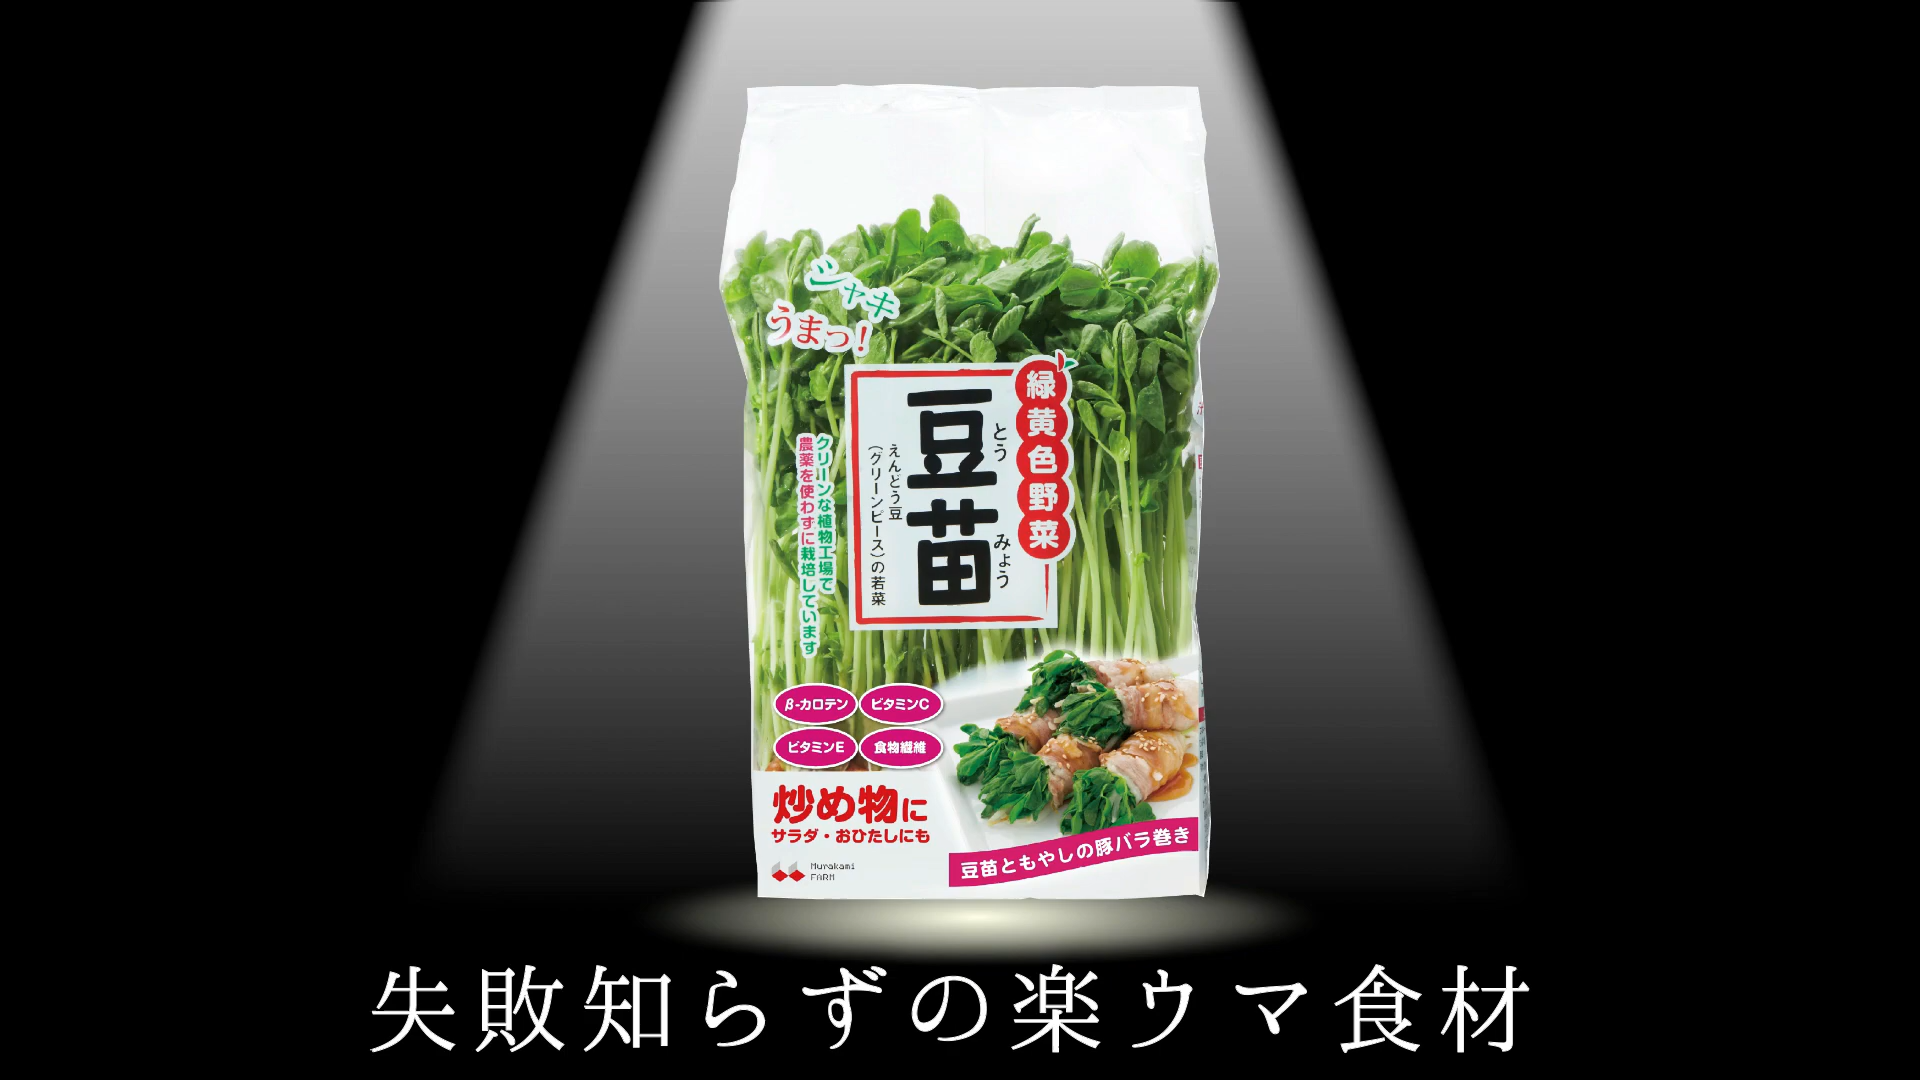 シャキ
うまっ!
緑黄色野菜
豆苗
とう
みょう
えんどう豆
(グリーンピース)の若菜
クリーンな植物工場で
農薬を使わずに栽培しています
β-カロテン
ビタミンC
ビタミンE
食物繊維
炒め物に
サラダ・おひたしにも
Murakami
FARM
豆苗ともやしの豚バラ巻き
失敗知らずの楽ウマ食材